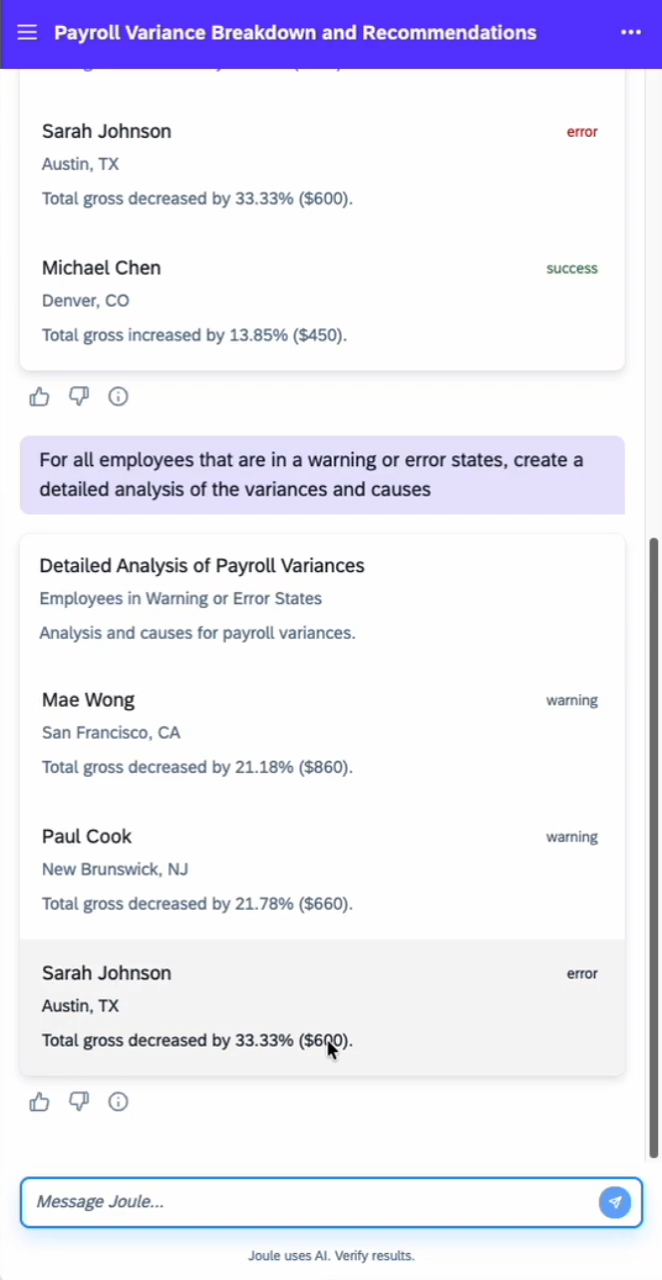 Payroll Variance Breakdown and Recommendations
Sarah Johnson
error
Austin, TX
Total gross decreased by 33.33% ($600).
Michael Chen
success
Denver, CO
Total gross increased by 13.85% ($450).
For all employees that are in a warning or error states, create a
detailed analysis of the variances and causes
Detailed Analysis of Payroll Variances
Employees in Warning or Error States
Analysis and causes for payroll variances.
Mae Wong
warning
San Francisco, CA
Total gross decreased by 21.18% ($860).
Paul Cook
warning
New Brunswick, NJ
Total gross decreased by 21.78% ($660).
Sarah Johnson
error
Austin, TX
Total gross decreased by 33.33% ($600).
Message Joule...
Joule uses AI. Verify results.